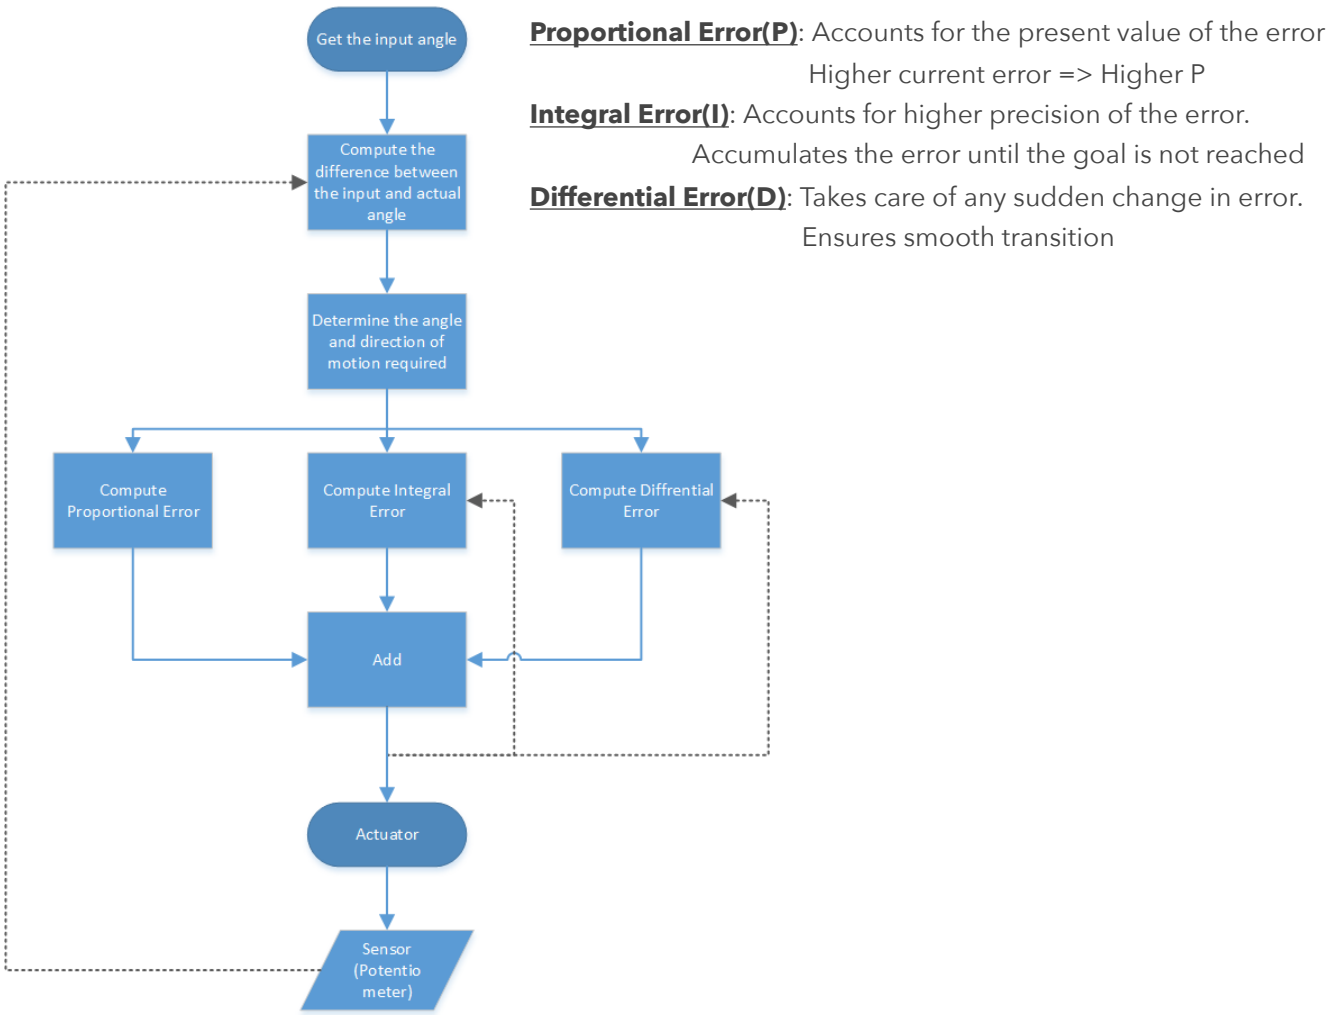 Get the input angle
Compute the
difference between
the input and actual
angle
Determine the angle
and direction of
motion required
Compute
Proportional Error
Compute Integral
Error
Compute Diffrential
Error
Add
Actuator
Sensor
(Potentio
meter)
Proportional Error(P): Accounts for the present value of the error
Higher current error => Higher P
Integral Error(I): Accounts for higher precision of the error.
Accumulates the error until the goal is not reached
Differential Error(D): Takes care of any sudden change in error.
Ensures smooth transition